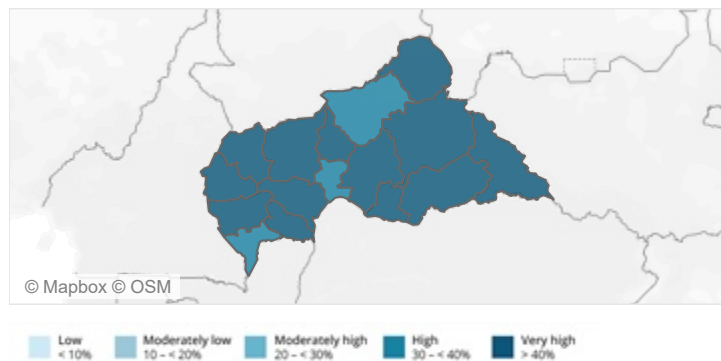 © Mapbox © OSM
Low
< 10%
Moderately low
10 – < 20%
Moderately high
20 – < 30%
High
30 – < 40%
Very high
> 40%